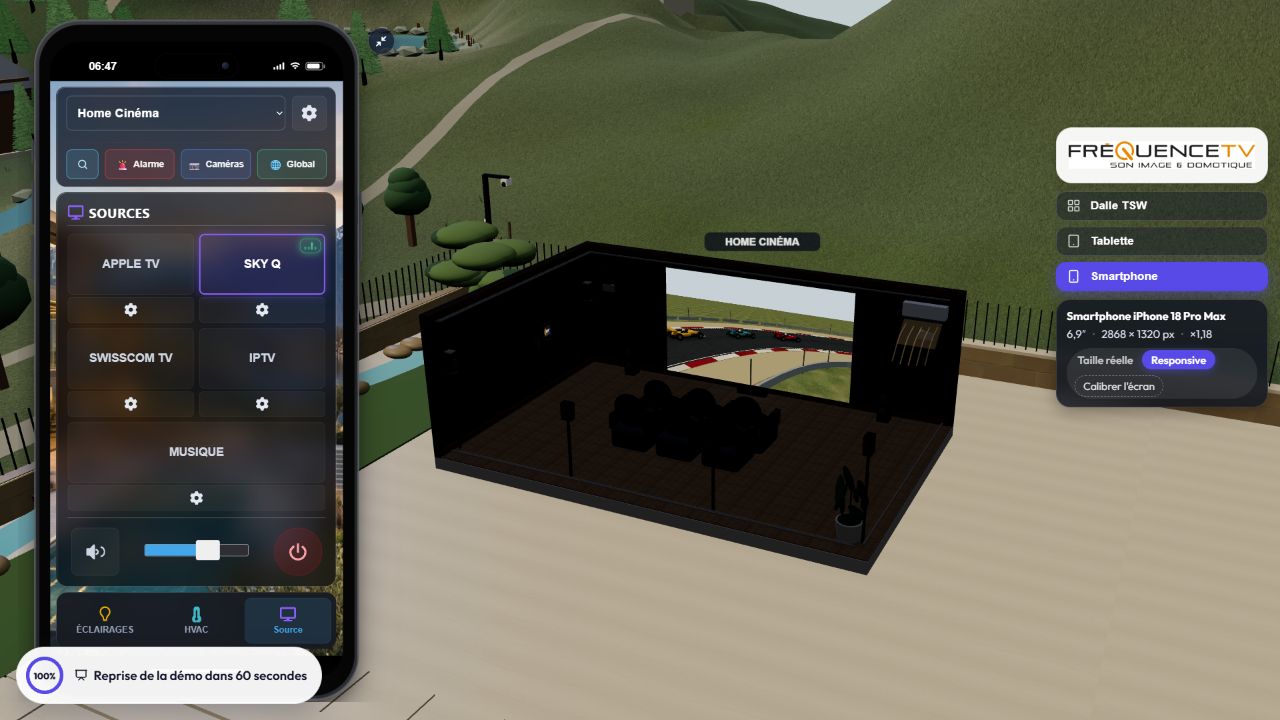 06:47
Home Cinéma
Alarme
Caméras
Global
SOURCES
APPLE TV
SKY Q
SWISSCOM TV
IPTV
MUSIQUE
ÉCLAIRAGES
HVAC
Source
100%
Reprise de la démo dans 60 secondes
HOME CINÉMA
FRÉQUENCETV
SON IMAGE & DOMOTIQUE
Dalle TSW
Tablette
Smartphone
Smartphone iPhone 18 Pro Max
6,9" · 2868 × 1320 px · ×1,18
Taille réelle
Responsive
Calibrer l'écran